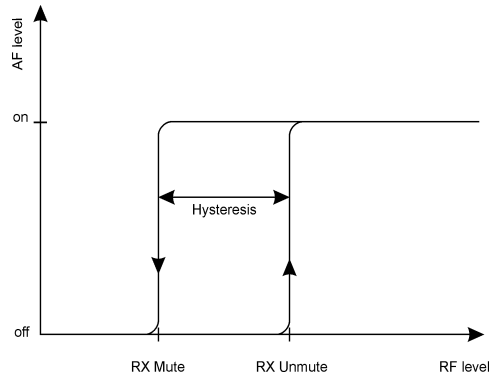 AF level
on
Hysteresis
off
RX Mute
RX Unmute
RF level